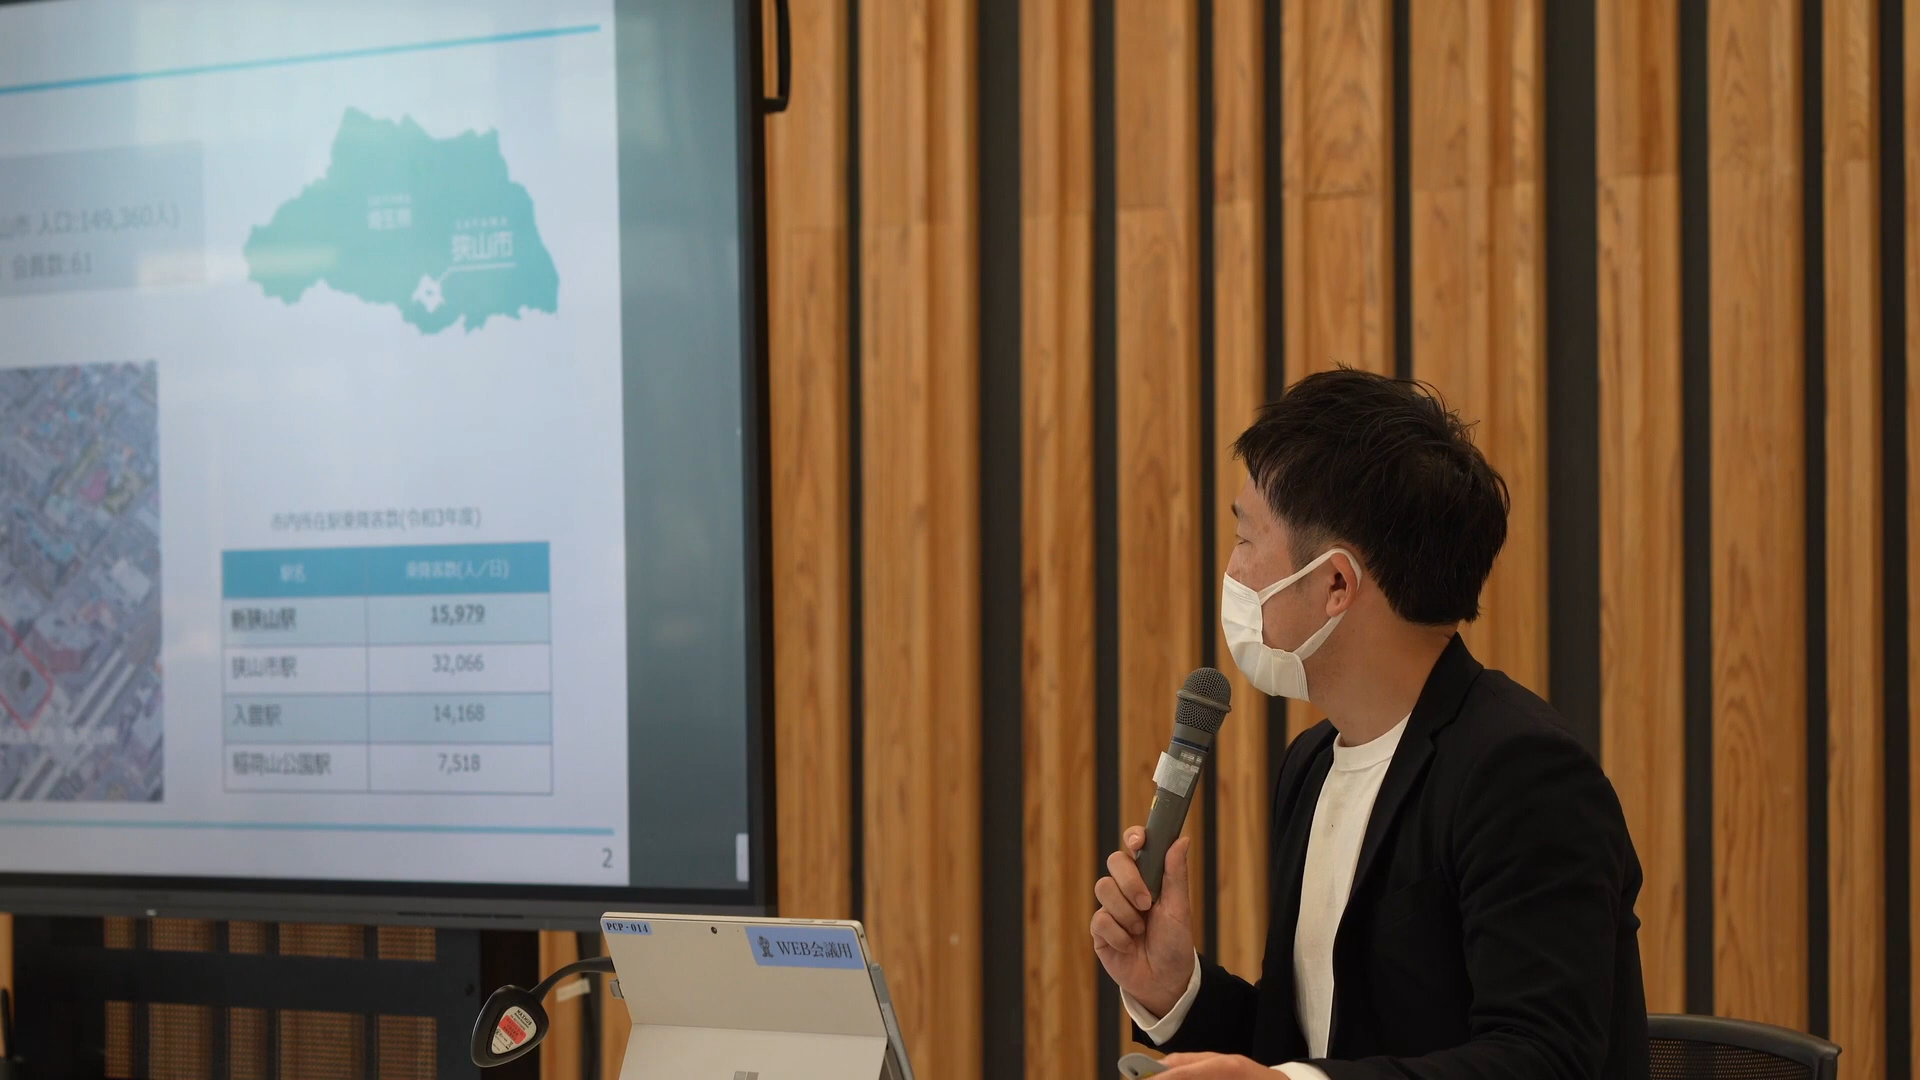 山市 人口:149,360人)
会員数:61
埼玉県
狭山市
市内所在駅乗降客数(令和3年度)
駅名 乗降客数(人/日)
新狭山駅 15,979
狭山市駅 32,066
入曽駅 14,168
稲荷山公園駅 7,518
2
PCP-014
WEB会議用